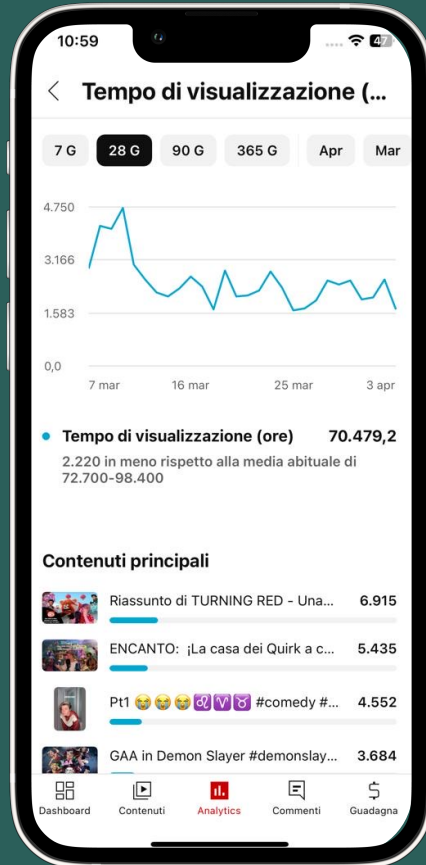 10:59
47
Tempo di visualizzazione (...
7 G 28 G 90 G 365 G Apr Mar
4.750
3.166
1.583
0,0
7 mar 16 mar 25 mar 3 apr
Tempo di visualizzazione (ore) 70.479,2
2.220 in meno rispetto alla media abituale di
72.700-98.400
Contenuti principali
Riassunto di TURNING RED - Una... 6.915
ENCANTO: ¡La casa dei Quirk a c... 5.435
Pt1 😭😭😭♌♈♉ #comedy #... 4.552
GAA in Demon Slayer #demonslay... 3.684
Dashboard Contenuti Analytics Commenti Guadagna